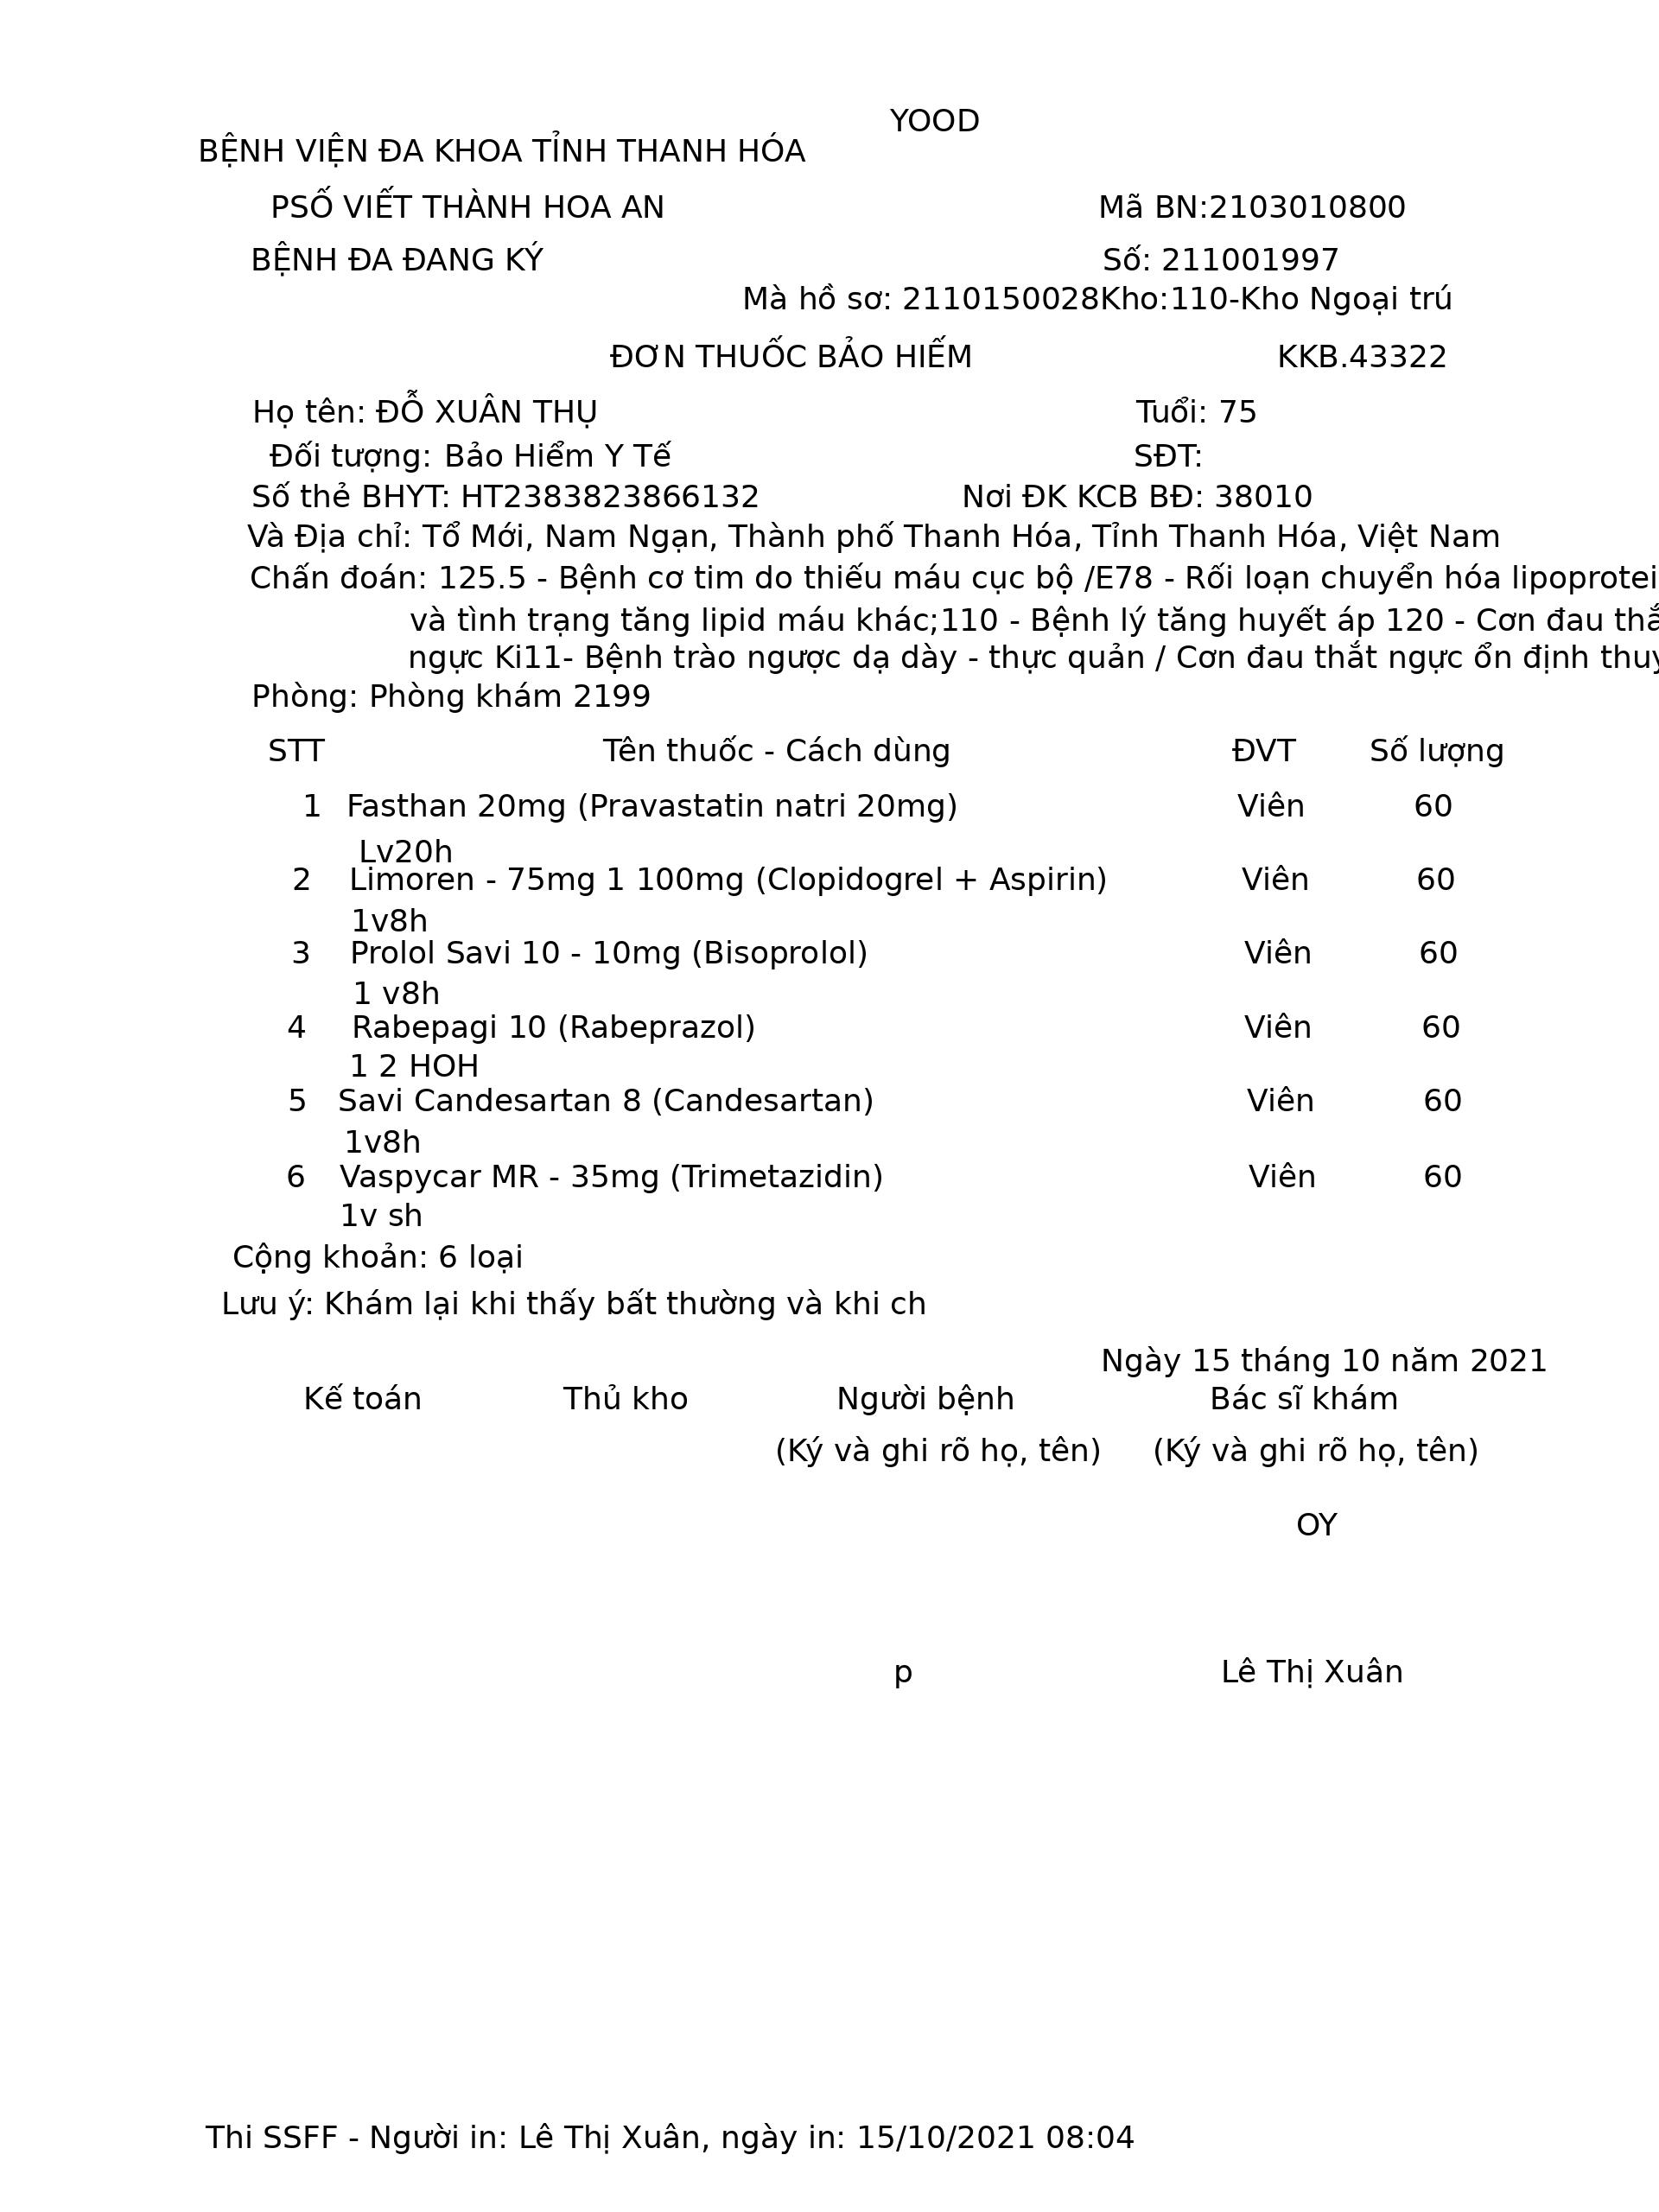 YOOD
BỆNH VIỆN ĐA KHOA TỈNH THANH HÓA
PSỐ VIẾT THÀNH HOA AN Mã BN:2103010800
BỆNH ĐA ĐANG KÝ Số: 211001997
Mà hồ sơ: 2110150028Kho:110-Kho Ngoại trú
ĐƠN THUỐC BẢO HIẾM KKB.43322
Họ tên: ĐỖ XUÂN THỤ Tuổi: 75
Đối tượng: Bảo Hiểm Y Tế SĐT:
Số thẻ BHYT: HT2383823866132 Nơi ĐK KCB BĐ: 38010
Và Địa chỉ: Tổ Mới, Nam Ngạn, Thành phố Thanh Hóa, Tỉnh Thanh Hóa, Việt Nam
Chấn đoán: 125.5 - Bệnh cơ tim do thiếu máu cục bộ /E78 - Rối loạn chuyển hóa lipoprotei
và tình trạng tăng lipid máu khác;110 - Bệnh lý tăng huyết áp 120 - Cơn đau thắ
ngực Ki11- Bệnh trào ngược dạ dày - thực quản / Cơn đau thắt ngực ổn định thuy
Phòng: Phòng khám 2199
STT Tên thuốc - Cách dùng ĐVT Số lượng
1 Fasthan 20mg (Pravastatin natri 20mg) Viên 60
Lv20h
2 Limoren - 75mg 1 100mg (Clopidogrel + Aspirin) Viên 60
1v8h
3 Prolol Savi 10 - 10mg (Bisoprolol) Viên 60
1 v8h
4 Rabepagi 10 (Rabeprazol) Viên 60
1 2 HOH
5 Savi Candesartan 8 (Candesartan) Viên 60
1v8h
6 Vaspycar MR - 35mg (Trimetazidin) Viên 60
1v sh
Cộng khoản: 6 loại
Lưu ý: Khám lại khi thấy bất thường và khi ch
Ngày 15 tháng 10 năm 2021
Kế toán Thủ kho Người bệnh Bác sĩ khám
(Ký và ghi rõ họ, tên) (Ký và ghi rõ họ, tên)
OY
p Lê Thị Xuân
Thi SSFF - Người in: Lê Thị Xuân, ngày in: 15/10/2021 08:04